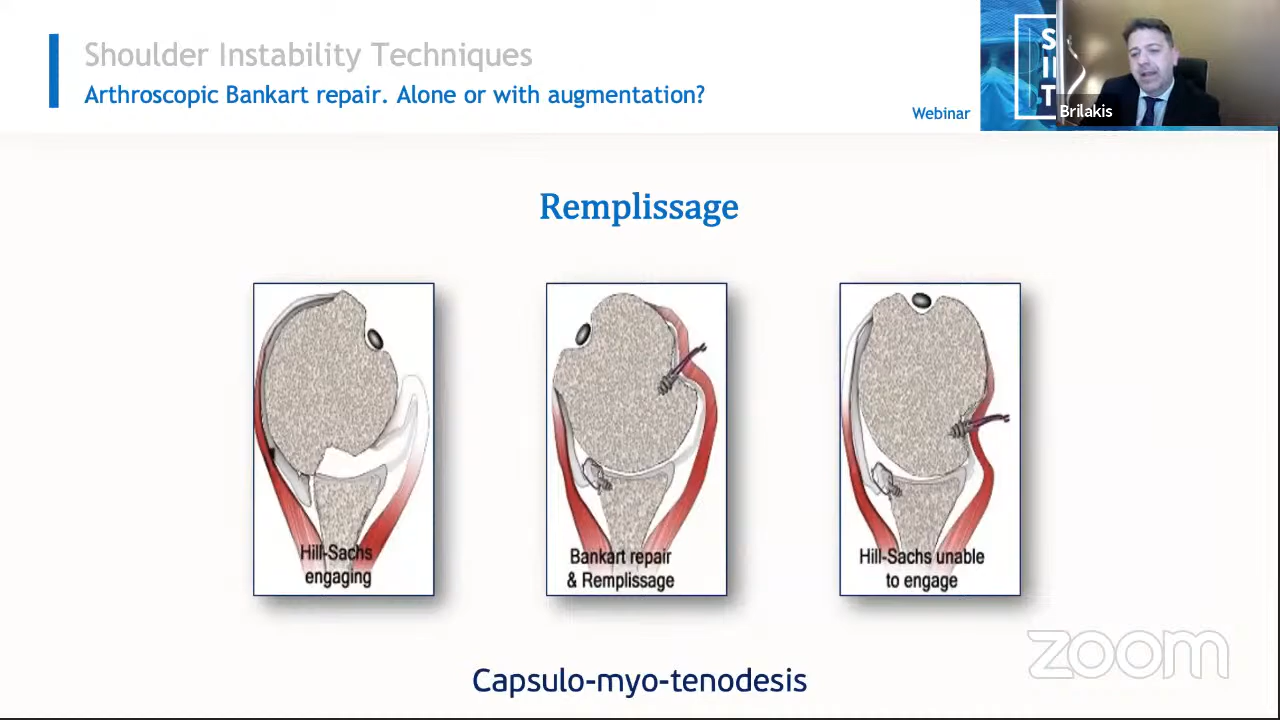 Shoulder Instability Techniques
Arthroscopic Bankart repair. Alone or with augmentation?
Webinar
S
I
T
Brilakis
Remplissage
Hill-Sachs
engaging
Bankart repair
& Remplissage
Hill-Sachs unable
to engage
zoom
Capsulo-myo-tenodesis